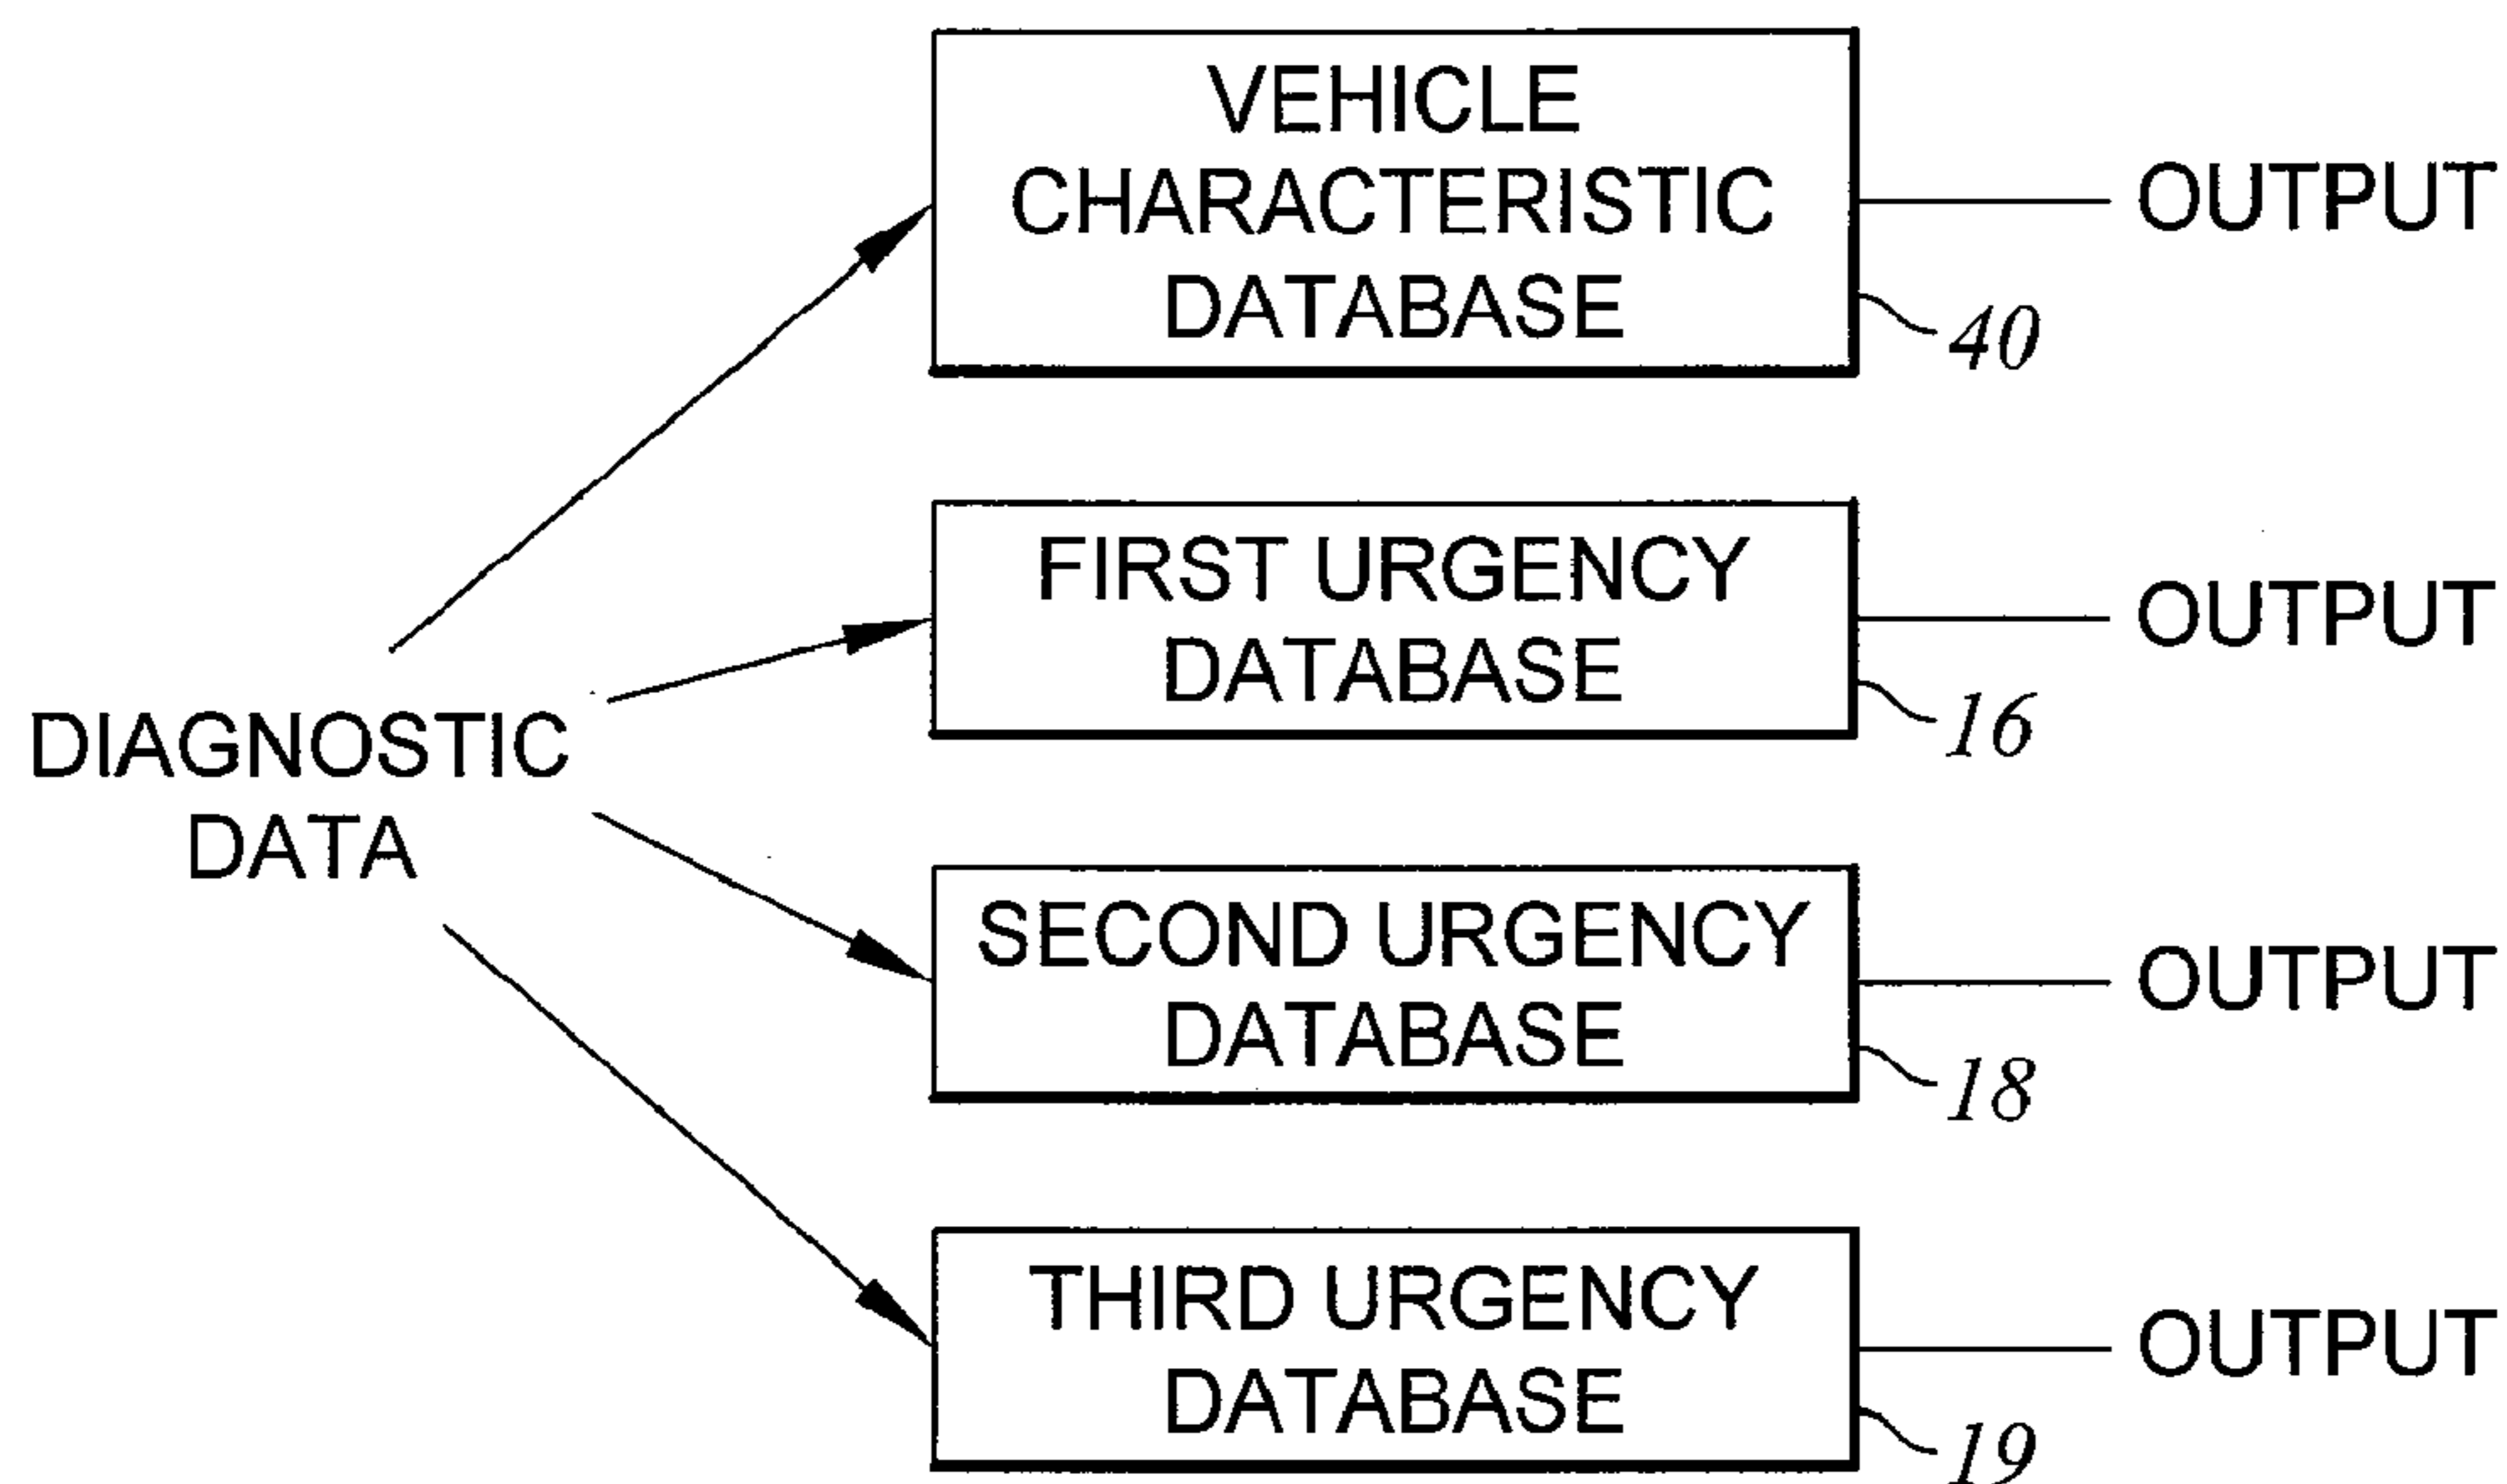 VEHICLE
CHARACTERISTIC
DATABASE
OUTPUT
40
FIRST URGENCY
DATABASE
OUTPUT
16
DIAGNOSTIC
DATA
SECOND URGENCY
DATABASE
OUTPUT
18
THIRD URGENCY
DATABASE
OUTPUT
19